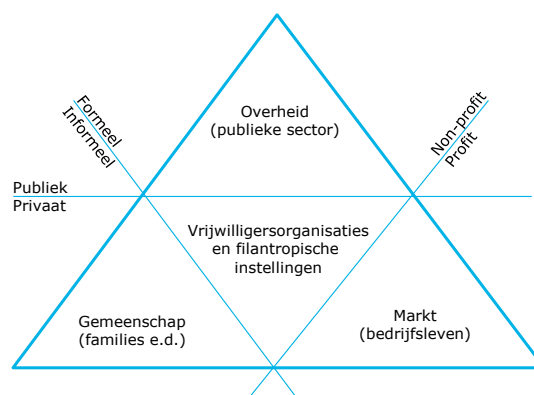 Overheid
(publieke sector)
Formeel
Informeel
Non-profit
Profit
Publiek
Privaat
Vrijwilligersorganisaties
en filantropische
instellingen
Gemeenschap
(families e.d.)
Markt
(bedrijfsleven)